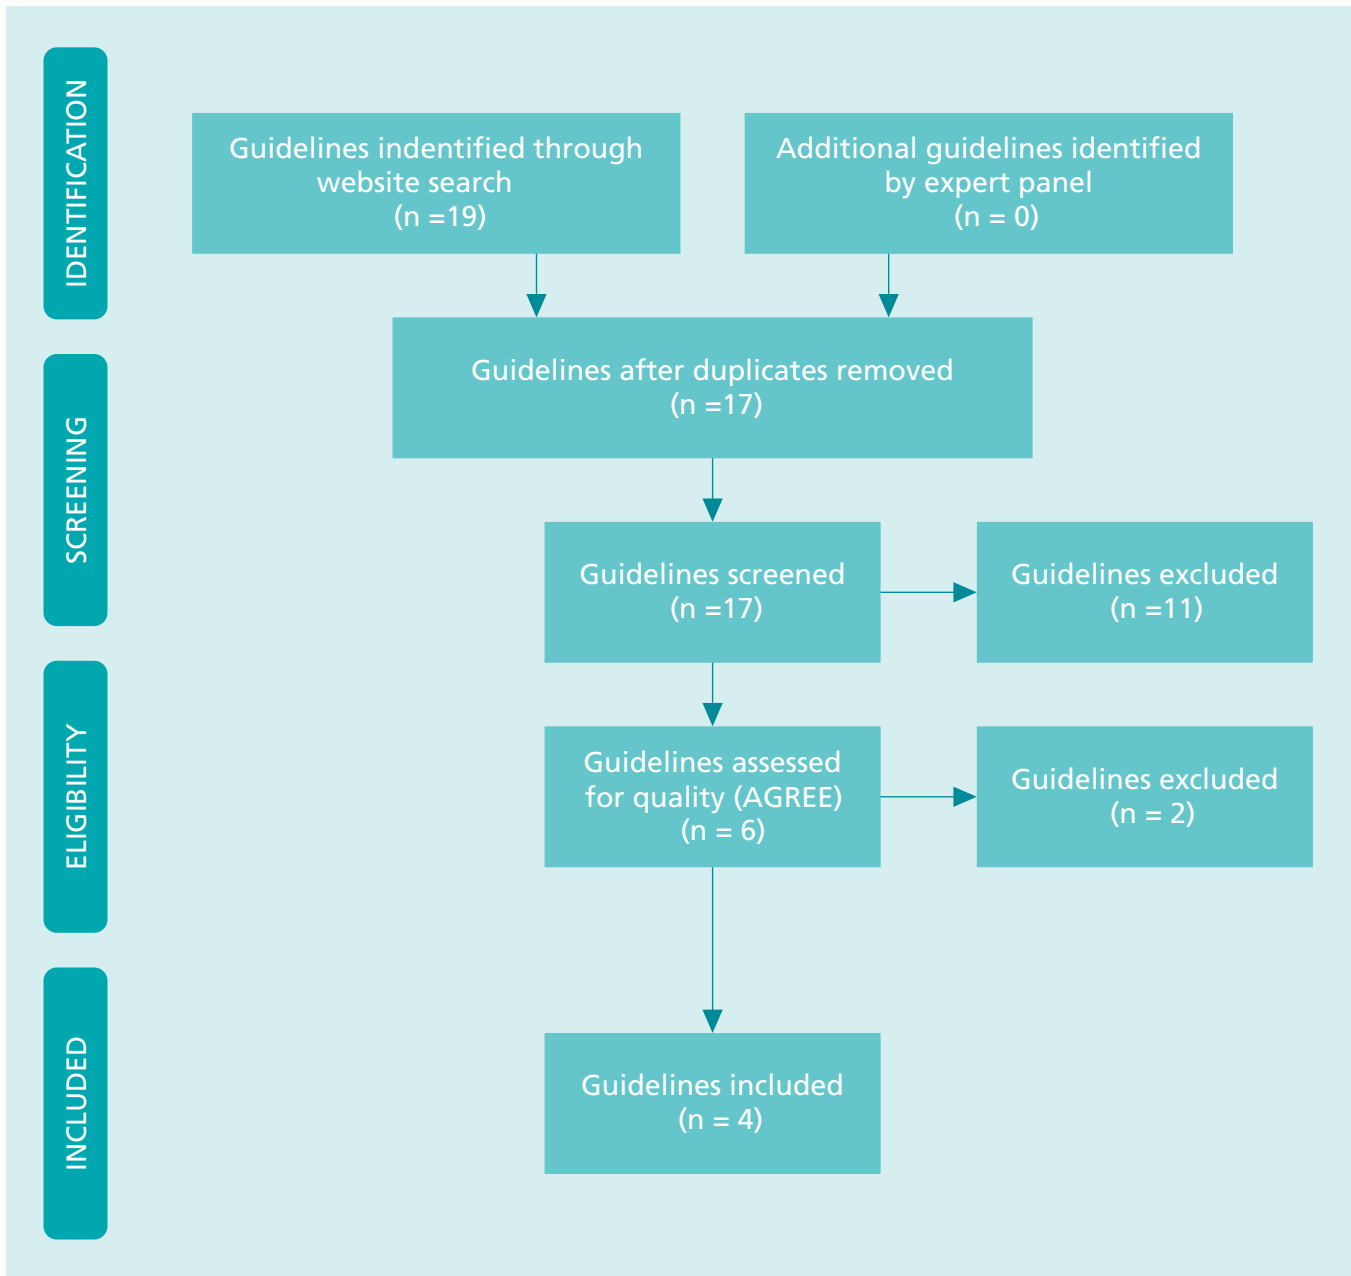 IDENTIFICATION
Guidelines indentified through
website search
(n =19)
Additional guidelines identified
by expert panel
(n = 0)
Guidelines after duplicates removed
(n =17)
SCREENING
Guidelines screened
(n =17)
Guidelines excluded
(n =11)
ELIGIBILITY
Guidelines assessed
for quality (AGREE)
(n = 6)
Guidelines excluded
(n = 2)
INCLUDED
Guidelines included
(n = 4)